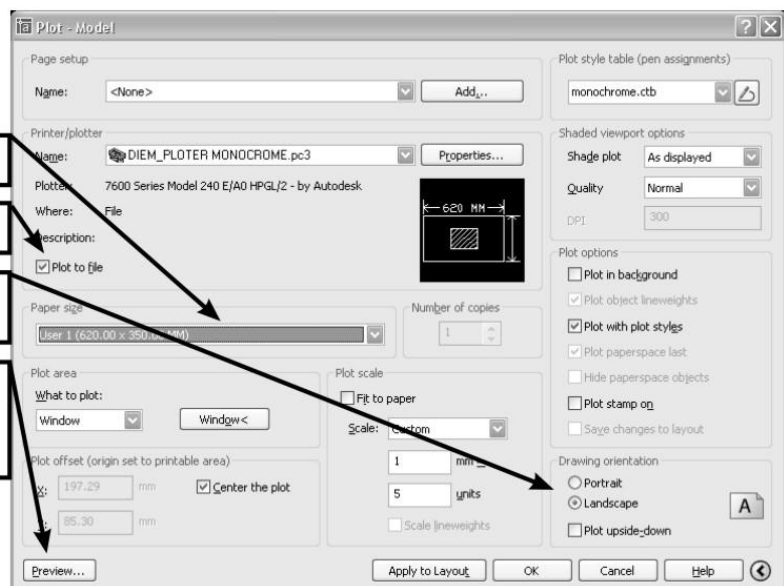 Plot - Model
Page setup
Name: <None> Add...
Plot style table (pen assignments)
monochrome.ctb
Printer/plotter
Name: DIEM_PLOTER MONOCROME.pc3 Properties...
Plotter: 7600 Series Model 240 E/A0 HPGL/2 - by Autodesk
Where: File
Description:
Plot to file
620 MM
Shaded viewport options
Shade plot As displayed
Quality Normal
DPI 300
Paper size
User 1 (620.00 x 350.00 MM)
Number of copies
1
Plot area
What to plot:
Window Window<
Plot scale
Fit to paper
Scale: Custom
1 mm =
5 units
Scale lineweights
Plot offset (origin set to printable area)
X: 197.29 mm Center the plot
85.30 mm
Plot options
Plot in background
Plot object lineweights
Plot with plot styles
Plot paperspace last
Hide paperspace objects
Plot stamp on
Save changes to layout
Drawing orientation
Portrait
Landscape
A
Plot upside-down
Preview... Apply to Layout OK Cancel Help